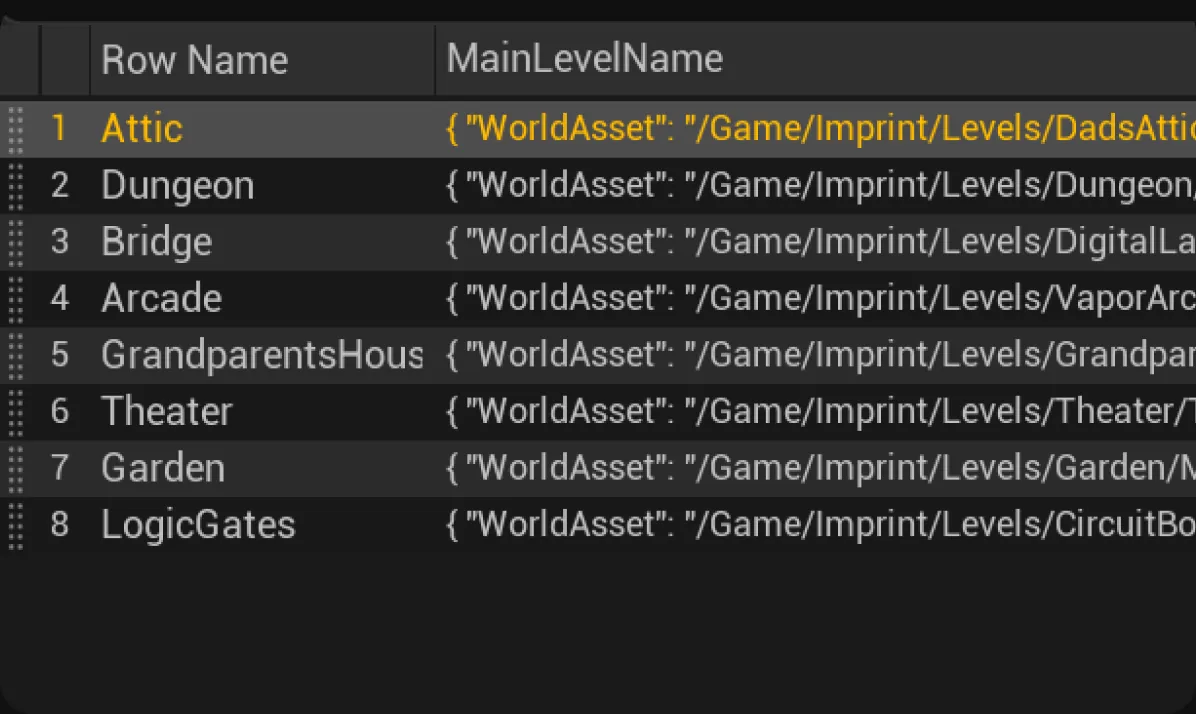 Row Name MainLevelName
1 Attic { "WorldAsset": "/Game/Imprint/Levels/DadsAttic
2 Dungeon { "WorldAsset": "/Game/Imprint/Levels/Dungeon/
3 Bridge { "WorldAsset": "/Game/Imprint/Levels/DigitalLa
4 Arcade { "WorldAsset": "/Game/Imprint/Levels/VaporArc
5 GrandparentsHous { "WorldAsset": "/Game/Imprint/Levels/Grandpar
6 Theater { "WorldAsset": "/Game/Imprint/Levels/Theater/T
7 Garden { "WorldAsset": "/Game/Imprint/Levels/Garden/M
8 LogicGates { "WorldAsset": "/Game/Imprint/Levels/CircuitBo